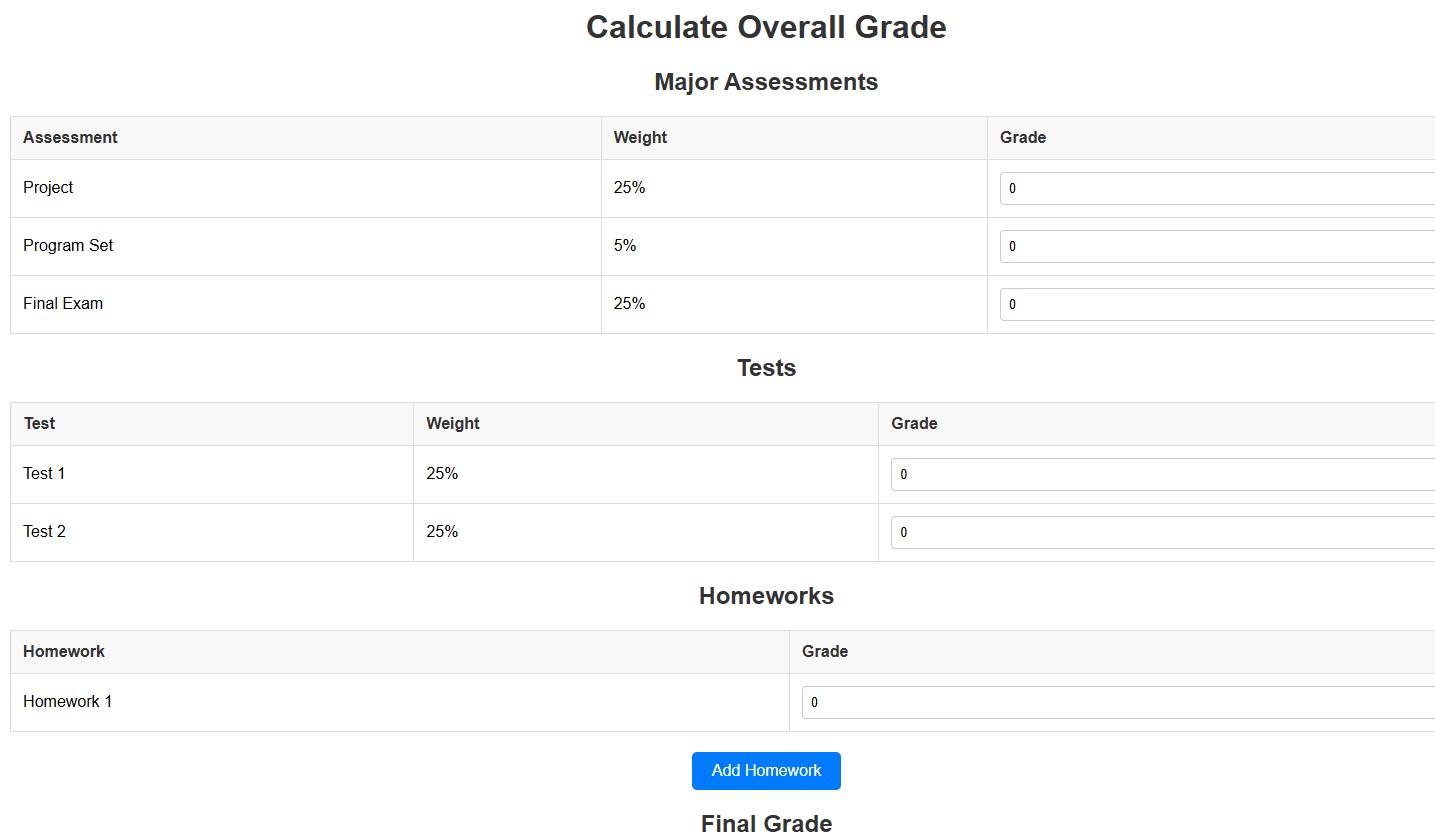 Calculate Overall Grade
Major Assessments
Assessment Weight Grade
Project 25% 0
Program Set 5% 0
Final Exam 25% 0
Tests
Test Weight Grade
Test 1 25% 0
Test 2 25% 0
Homeworks
Homework Grade
Homework 1 0
Add Homework
Final Grade